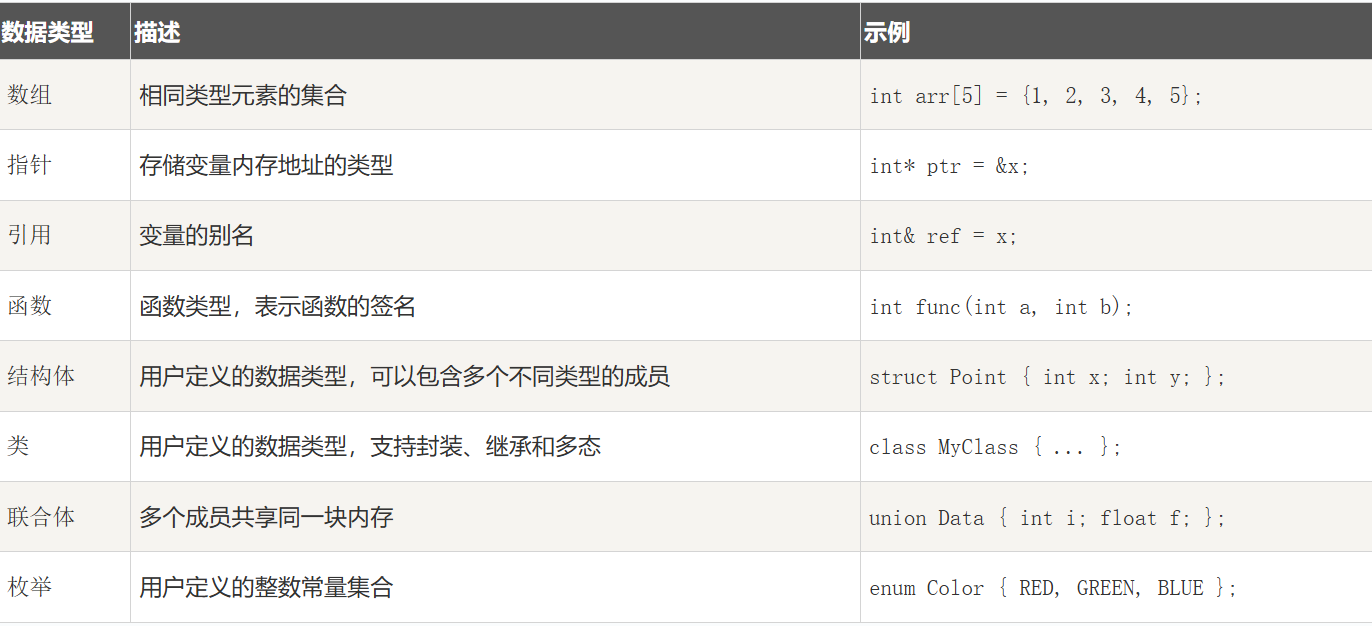 数据类型 描述 示例
数组 相同类型元素的集合 int arr[5] = {1, 2, 3, 4, 5};
指针 存储变量内存地址的类型 int* ptr = &x;
引用 变量的别名 int& ref = x;
函数 函数类型，表示函数的签名 int func(int a, int b);
结构体 用户定义的数据类型，可以包含多个不同类型的成员 struct Point { int x; int y; };
类 用户定义的数据类型，支持封装、继承和多态 class MyClass { ... };
联合体 多个成员共享同一块内存 union Data { int i; float f; };
枚举 用户定义的整数常量集合 enum Color { RED, GREEN, BLUE };